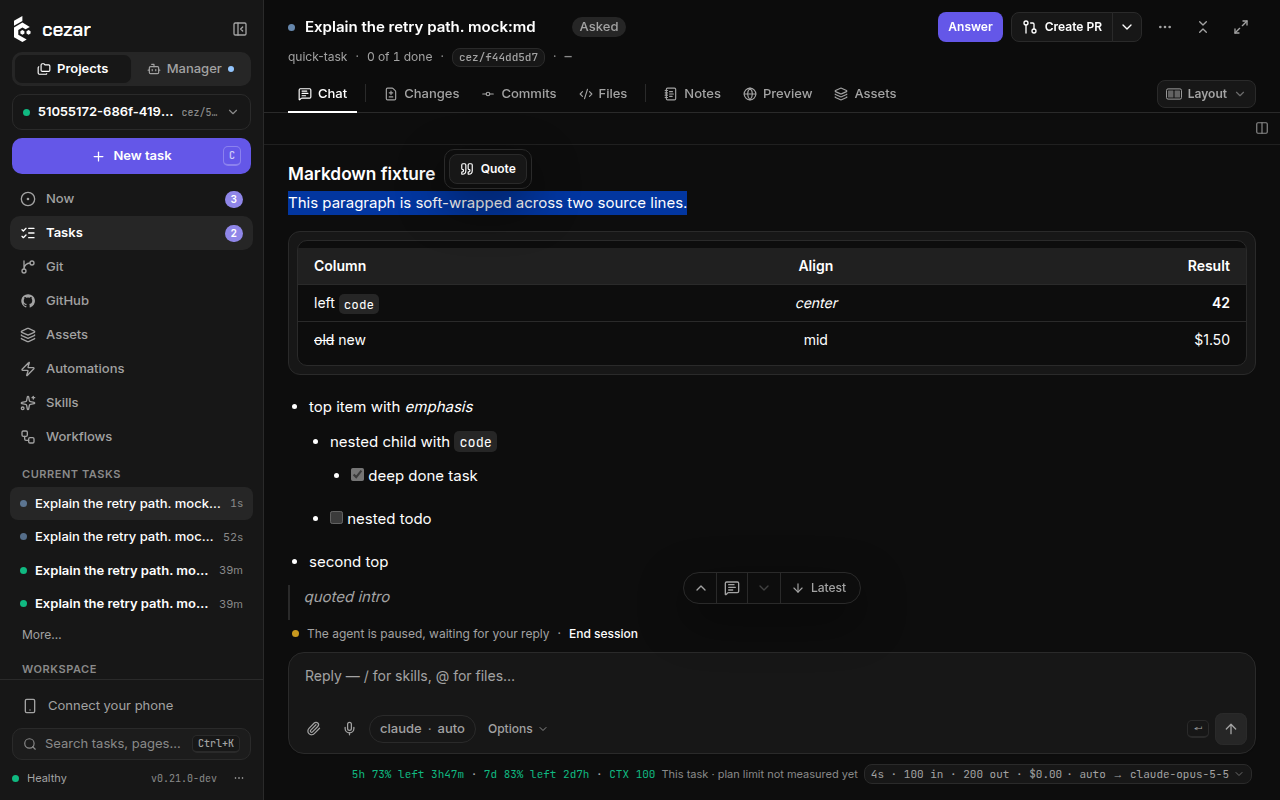 cezar
Projects
Manager
51055172-686f-419... cez/5...
New task C
Now 3
Tasks 2
Git
GitHub
Assets
Automations
Skills
Workflows
CURRENT TASKS
Explain the retry path. mock... 1s
Explain the retry path. moc... 52s
Explain the retry path. mo... 39m
Explain the retry path. mo... 39m
More...
WORKSPACE
Connect your phone
Search tasks, pages... Ctrl+K
Healthy v0.21.0-dev ···
Explain the retry path. mock:md Asked
Answer Create PR ···
quick-task · 0 of 1 done · cez/f44dd5d7 · —
Chat Changes Commits Files Notes Preview Assets Layout
Markdown fixture
Quote
This paragraph is soft-wrapped across two source lines.
Column Align Result
left code center 42
old new mid $1.50
• top item with emphasis
• nested child with code
• deep done task
• nested todo
• second top
quoted intro
Latest
The agent is paused, waiting for your reply · End session
Reply — / for skills, @ for files...
claude · auto Options
5h 73% left 3h47m · 7d 83% left 2d7h · CTX 100 This task · plan limit not measured yet 4s · 100 in · 200 out · $0.00 · auto → claude-opus-5-5